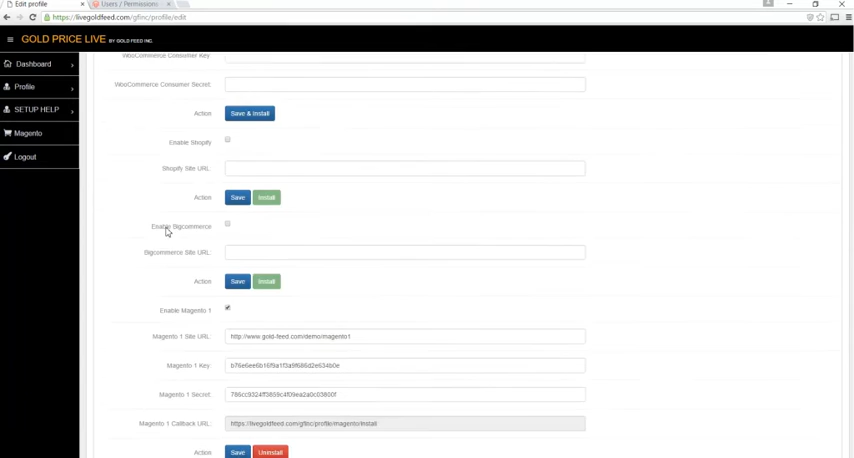 Edit profile
Users / Permissions
https://livegoldfeed.com/gfinc/profile/edit
GOLD PRICE LIVE BY GOLD FEED INC.
Dashboard
Profile
SETUP HELP
Magento
Logout
WooCommerce Consumer Key:
WooCommerce Consumer Secret:
Action Save & Install
Enable Shopify
Shopify Site URL:
Action Save Install
Enable Bigcommerce
Bigcommerce Site URL:
Action Save Install
Enable Magento 1
Magento 1 Site URL: http://www.gold-feed.com/demo/magento1
Magento 1 Key:
Magento 1 Secret:
Magento 1 Callback URL: https://livegoldfeed.com/gfinc/profile/magento/install
Action Save Uninstall